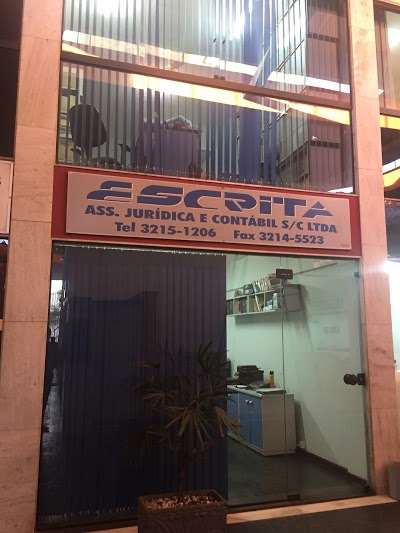 ESCRITA
ASS. JURÍDICA E CONTÁBIL S/C LTDA
Tel 3215-1206 Fax 3214-5523